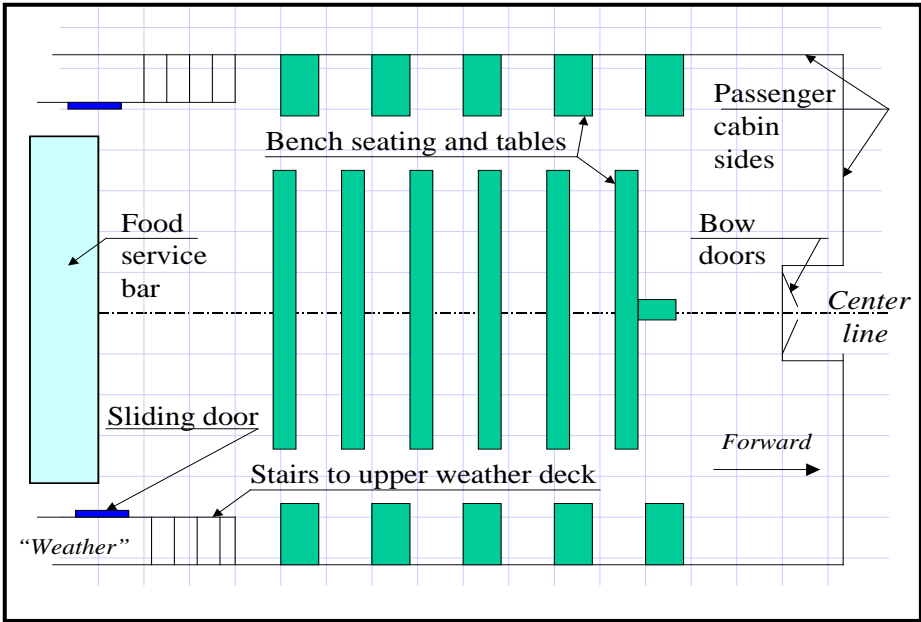 Passenger
cabin
sides
Bench seating and tables
Food
service
bar
Bow
doors
Center
line
Sliding door
Forward
Stairs to upper weather deck
“Weather”